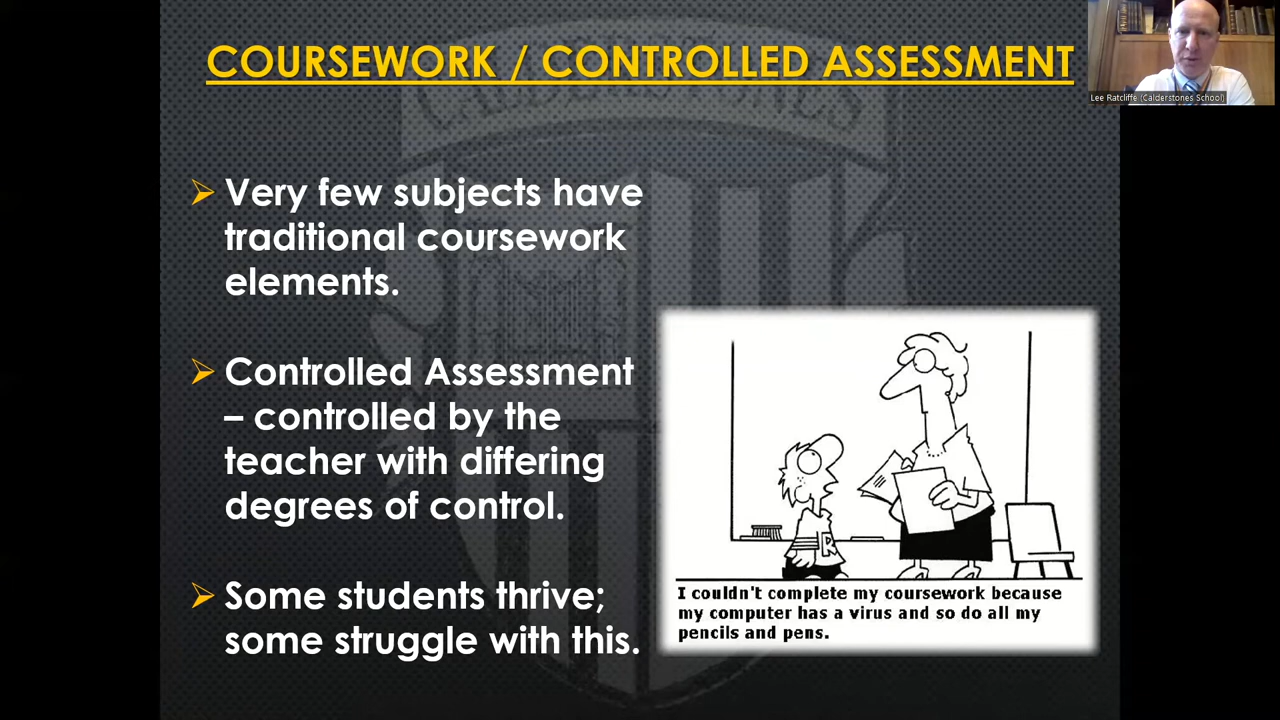 COURSEWORK / CONTROLLED ASSESSMENT
Lee Ratcliffe (Calderstones School)
➢ Very few subjects have
traditional coursework
elements.
➢ Controlled Assessment
– controlled by the
teacher with differing
degrees of control.
➢ Some students thrive;
some struggle with this.
R
I couldn't complete my coursework because
my computer has a virus and so do all my
pencils and pens.